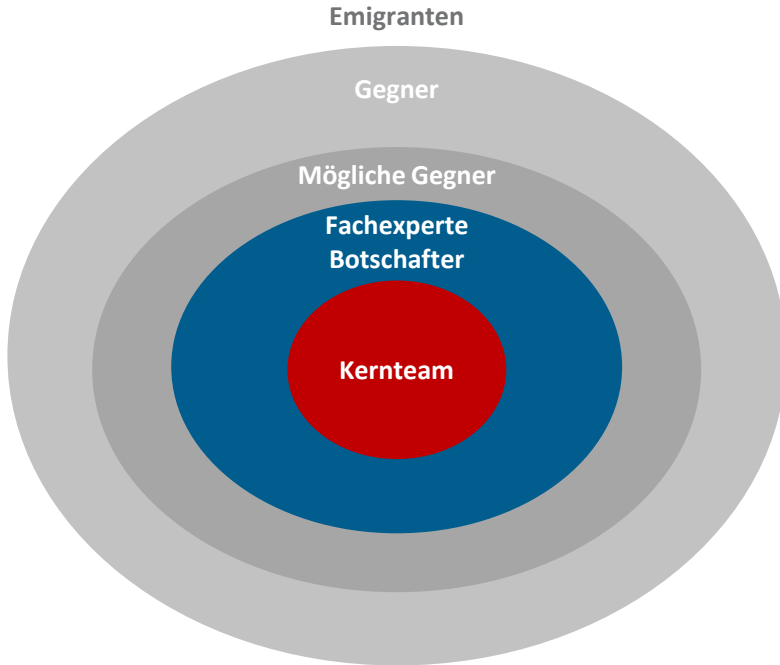 Emigranten
Gegner
Mögliche Gegner
Fachexperte
Botschafter
Kernteam